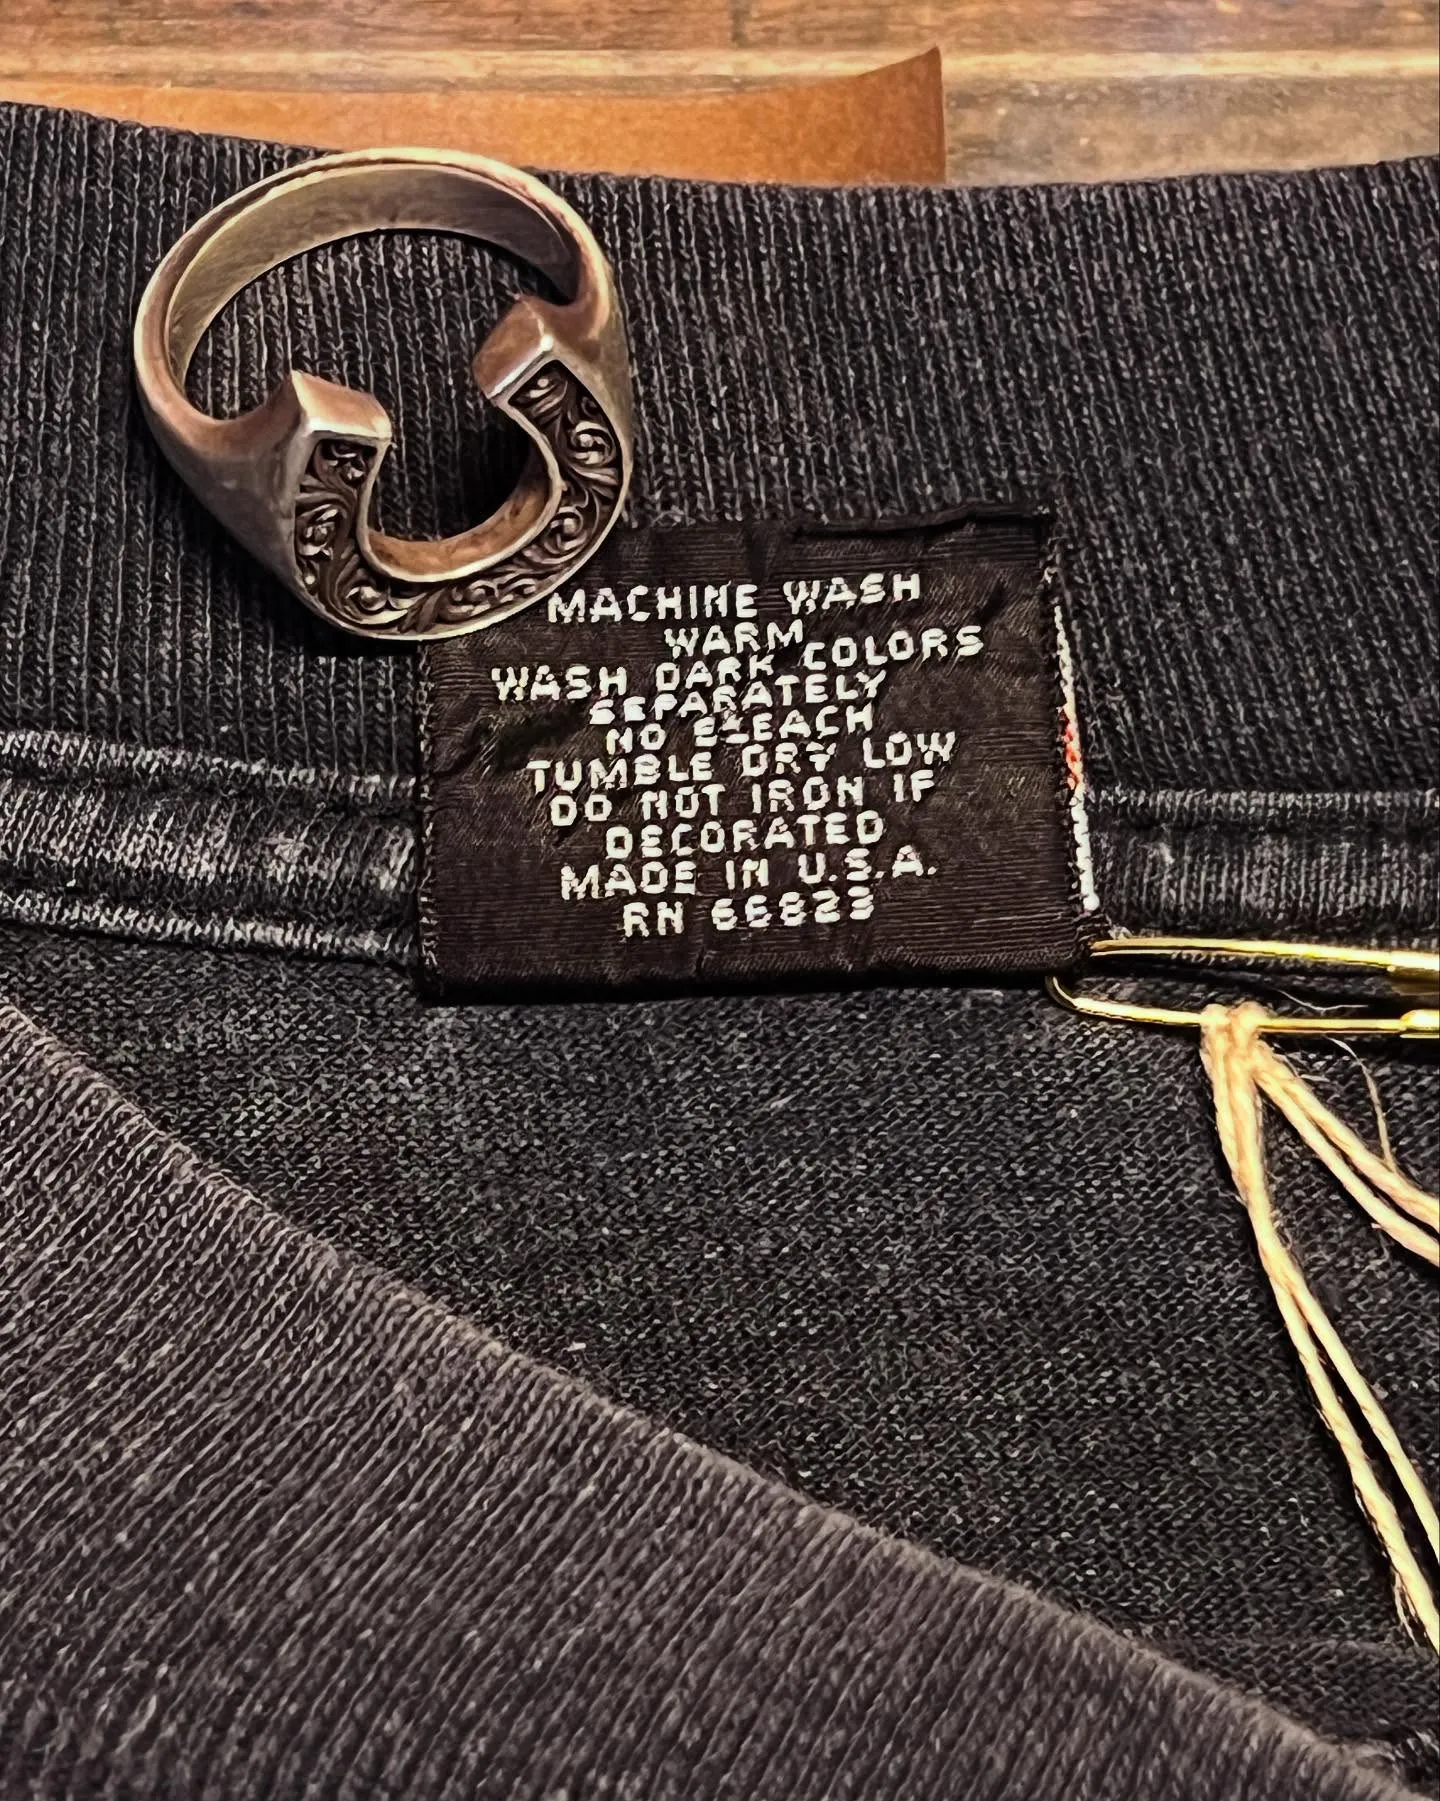 MACHINE WASH
WARM
WASH DARK COLORS
SEPARATELY
NO BLEACH
TUMBLE DRY LOW
DO NOT IRON IF
DECORATED
MADE IN U.S.A.
RN 66823